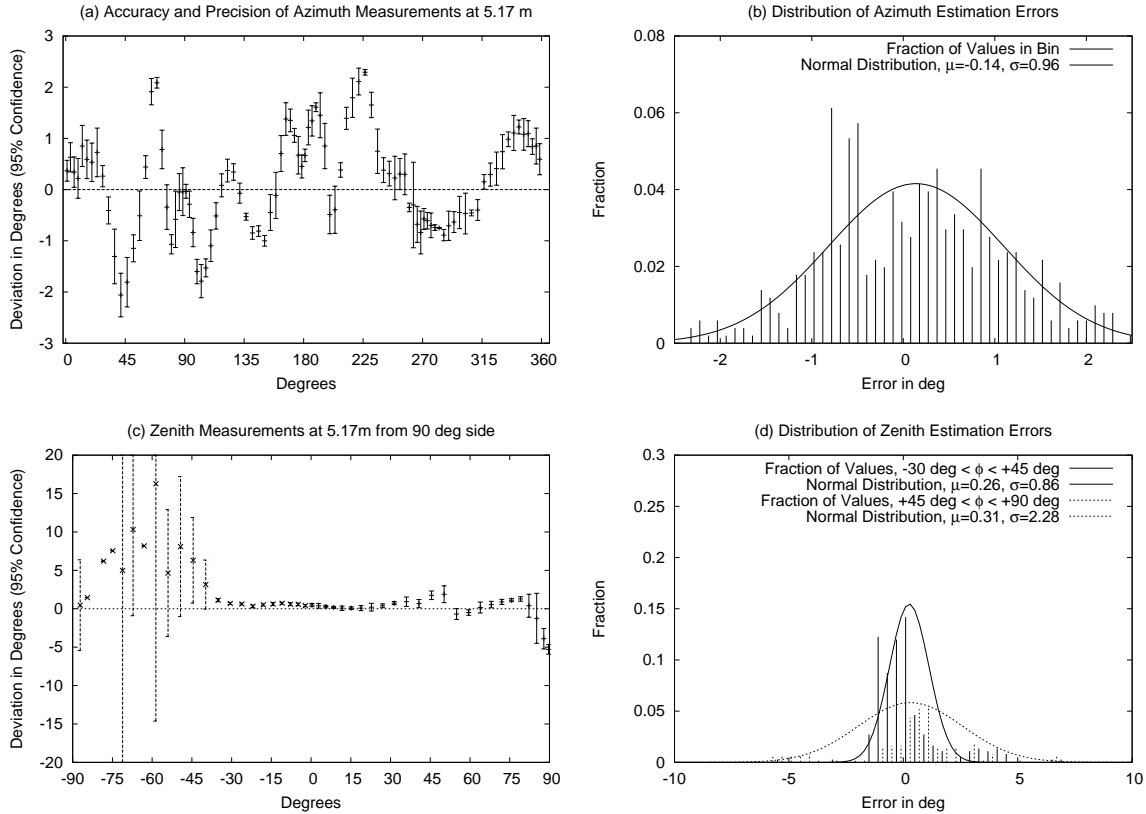 (a) Accuracy and Precision of Azimuth Measurements at 5.17 m
Deviation in Degrees (95% Confidence)
3
2
1
0
-1
-2
-3
0 45 90 135 180 225 270 315 360
Degrees
(b) Distribution of Azimuth Estimation Errors
Fraction
0.08
0.06
0.04
0.02
0
Fraction of Values in Bin
Normal Distribution, μ=-0.14, σ=0.96
-2 -1 0 1 2
Error in deg
(c) Zenith Measurements at 5.17m from 90 deg side
Deviation in Degrees (95% Confidence)
20
15
10
5
0
-5
-10
-15
-20
-90 -75 -60 -45 -30 -15 0 15 30 45 60 75 90
Degrees
(d) Distribution of Zenith Estimation Errors
Fraction
0.3
0.25
0.2
0.15
0.1
0.05
0
Fraction of Values, -30 deg < ϕ < +45 deg
Normal Distribution, μ=0.26, σ=0.86
Fraction of Values, +45 deg < ϕ < +90 deg
Normal Distribution, μ=0.31, σ=2.28
-10 -5 0 5 10
Error in deg